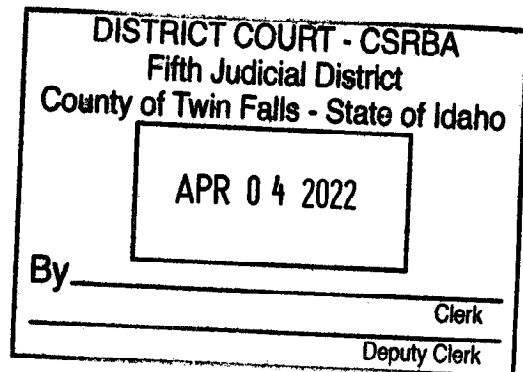 DISTRICT COURT - CSRBA
Fifth Judicial District
County of Twin Falls - State of Idaho
APR 04 2022
By
Clerk
Deputy Clerk